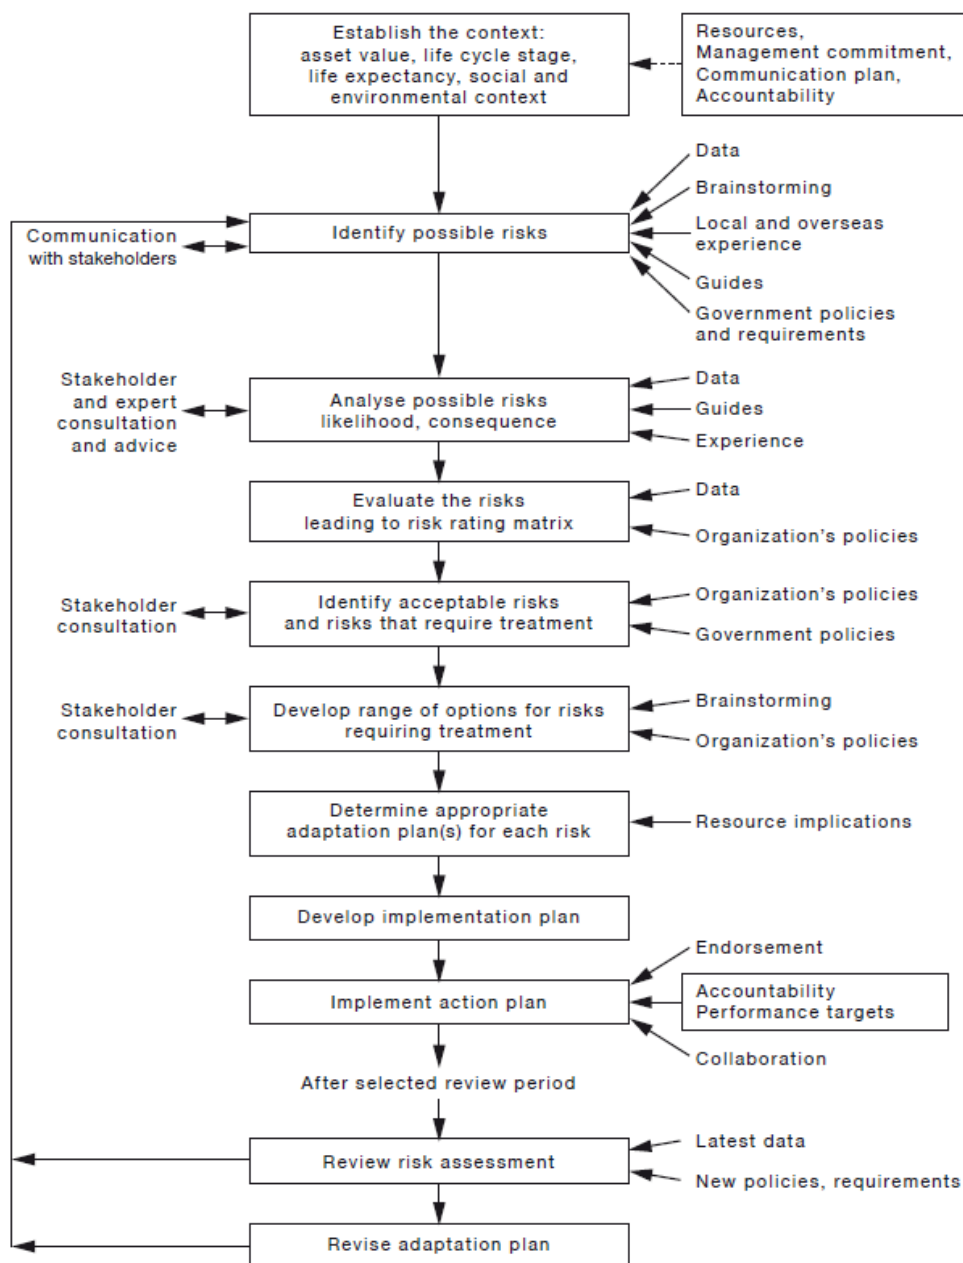 Establish the context:
asset value, life cycle stage,
life expectancy, social and
environmental context
Resources,
Management commitment,
Communication plan,
Accountability
Data
Brainstorming
Local and overseas
experience
Guides
Government policies
and requirements
Identify possible risks
Communication
with stakeholders
Stakeholder
and expert
consultation
and advice
Analyse possible risks
likelihood, consequence
Data
Guides
Experience
Evaluate the risks
leading to risk rating matrix
Data
Organization's policies
Stakeholder
consultation
Identify acceptable risks
and risks that require treatment
Organization's policies
Government policies
Stakeholder
consultation
Develop range of options for risks
requiring treatment
Brainstorming
Organization's policies
Determine appropriate
adaptation plan(s) for each risk
Resource implications
Develop implementation plan
Implement action plan
Endorsement
Accountability
Performance targets
Collaboration
After selected review period
Review risk assessment
Latest data
New policies, requirements
Revise adaptation plan